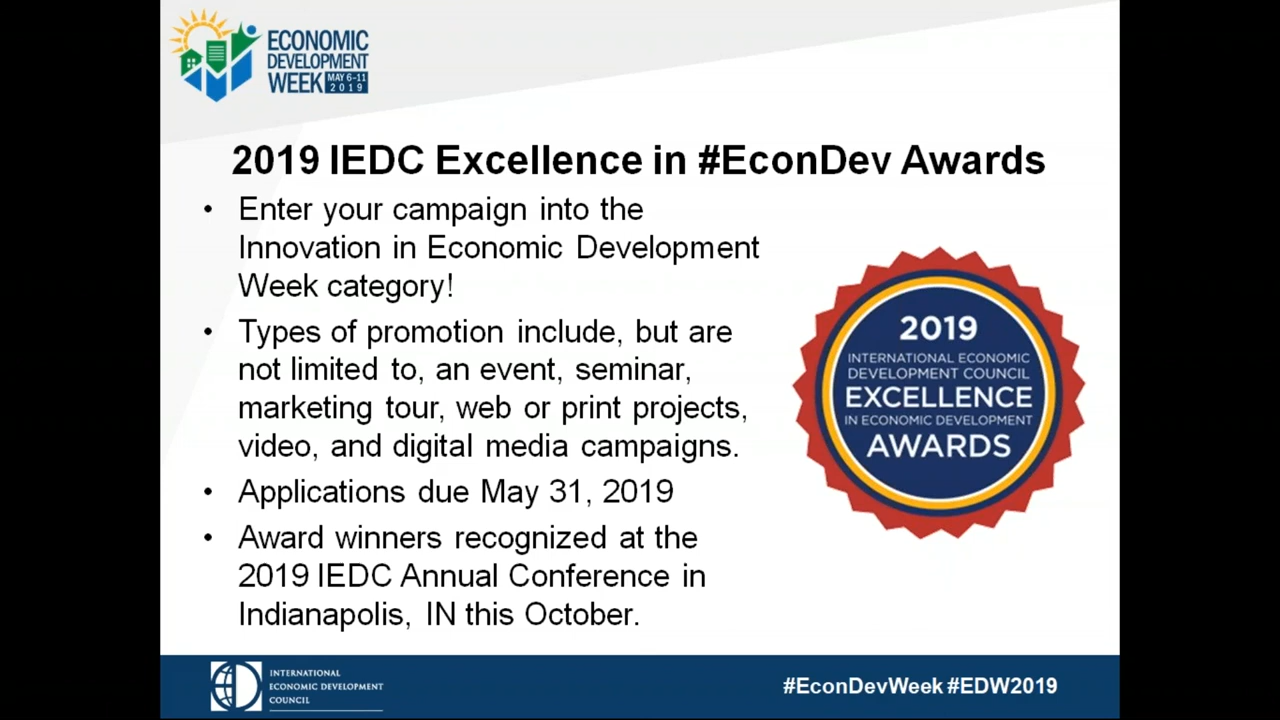 ECONOMIC
DEVELOPMENT
WEEK MAY 6-11
2019
2019 IEDC Excellence in #EconDev Awards
• Enter your campaign into the
Innovation in Economic Development
Week category!
• Types of promotion include, but are
not limited to, an event, seminar,
marketing tour, web or print projects,
video, and digital media campaigns.
• Applications due May 31, 2019
• Award winners recognized at the
2019 IEDC Annual Conference in
Indianapolis, IN this October.
2019
INTERNATIONAL ECONOMIC
DEVELOPMENT COUNCIL
EXCELLENCE
IN ECONOMIC DEVELOPMENT
AWARDS
INTERNATIONAL
ECONOMIC DEVELOPMENT
COUNCIL
#EconDevWeek #EDW2019